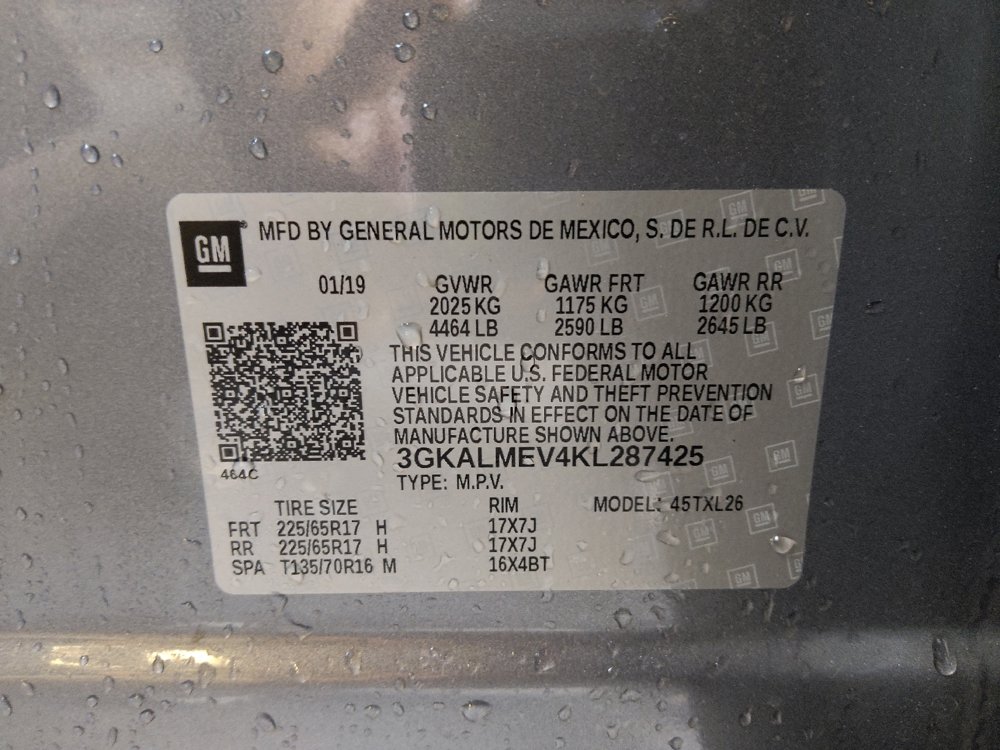 GM
MFD BY GENERAL MOTORS DE MEXICO, S. DE R.L. DE C.V.
01/19 GVWR GAWR FRT GAWR RR
2025 KG 1175 KG 1200 KG
4464 LB 2590 LB 2645 LB
THIS VEHICLE CONFORMS TO ALL
APPLICABLE U.S. FEDERAL MOTOR
VEHICLE SAFETY AND THEFT PREVENTION
STANDARDS IN EFFECT ON THE DATE OF
MANUFACTURE SHOWN ABOVE.
3GKALMEV4KL287425
464C
TYPE: M.P.V.
TIRE SIZE RIM MODEL: 45TXL26
FRT 225/65R17 H 17X7J
RR 225/65R17 H 17X7J
SPA T135/70R16 M 16X4BT